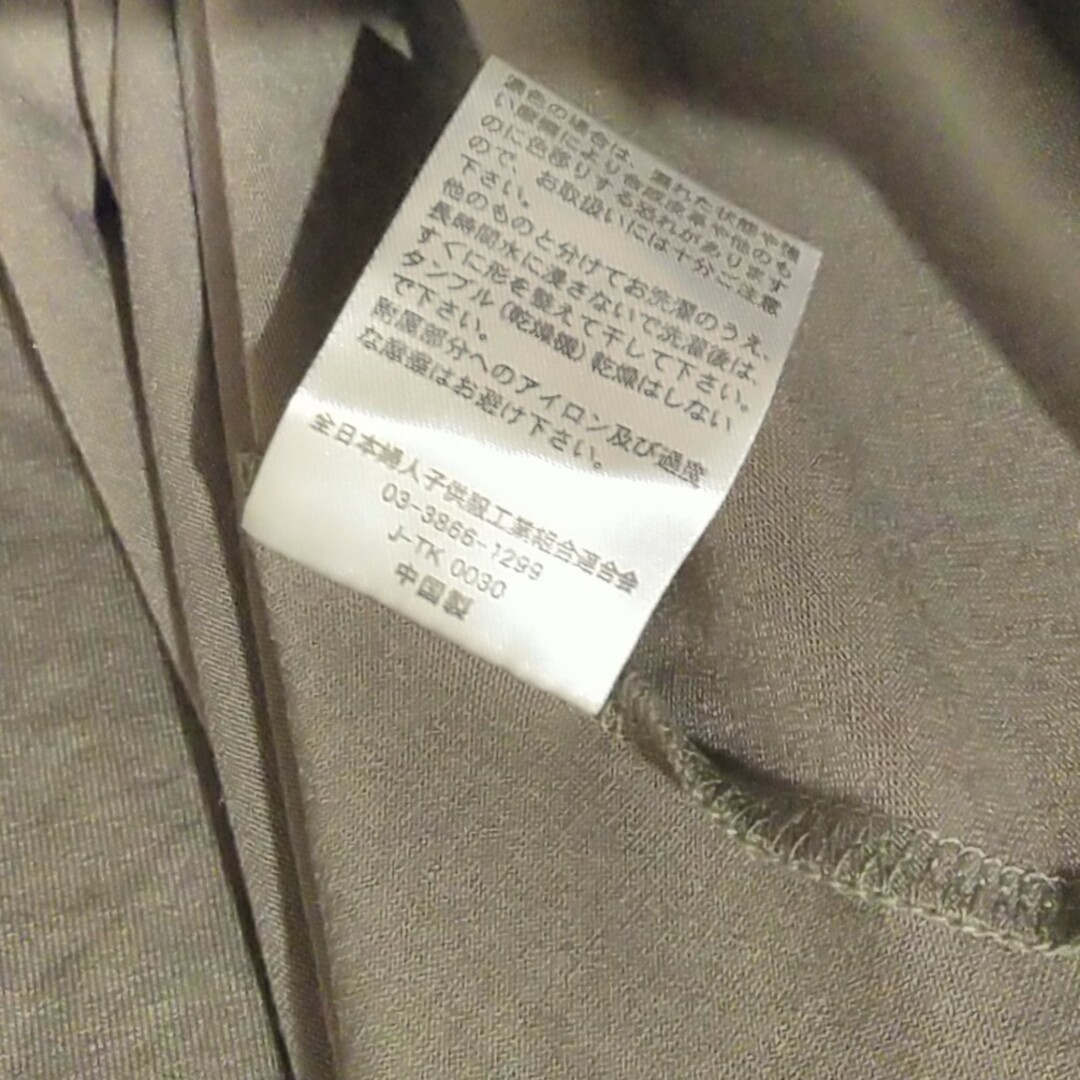 濃色の場合は、濡れた状態や強
い摩擦により色段変革や他のも
のに色移りする恐れがあります
ので、お取扱いには十分ご注意
下さい。
他のものと分けてお洗濯のうえ、
長時間水に浸さないで洗濯後は、
すぐに形を整えて干して下さい。
タンブル(乾燥機)乾燥はしない
で下さい。
附属部分へのアイロン及び過度
な摩擦はお避け下さい。
全日本婦人子供服工業組合連合会
03-3866-1299
J-TK 0030
中国製